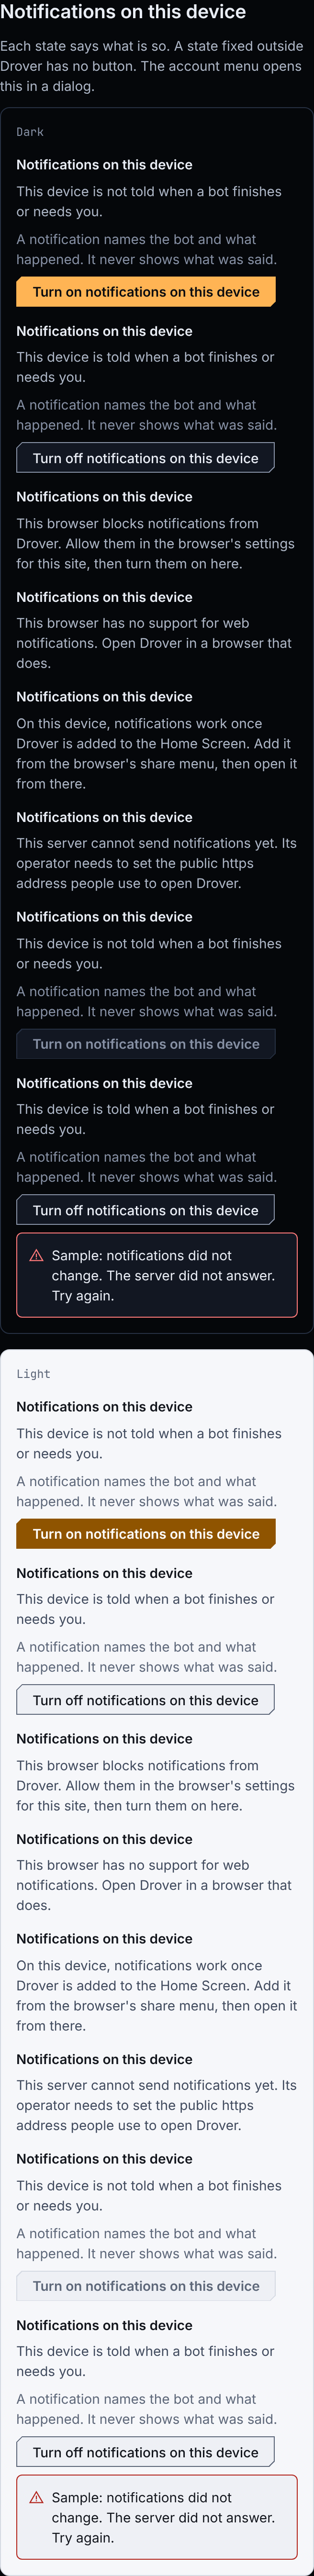 Notifications on this device
Each state says what is so. A state fixed outside
Drover has no button. The account menu opens
this in a dialog.
Dark
Notifications on this device
This device is not told when a bot finishes
or needs you.
A notification names the bot and what
happened. It never shows what was said.
Turn on notifications on this device
Notifications on this device
This device is told when a bot finishes or
needs you.
A notification names the bot and what
happened. It never shows what was said.
Turn off notifications on this device
Notifications on this device
This browser blocks notifications from
Drover. Allow them in the browser's settings
for this site, then turn them on here.
Notifications on this device
This browser has no support for web
notifications. Open Drover in a browser that
does.
Notifications on this device
On this device, notifications work once
Drover is added to the Home Screen. Add it
from the browser's share menu, then open it
from there.
Notifications on this device
This server cannot send notifications yet. Its
operator needs to set the public https
address people use to open Drover.
Notifications on this device
This device is not told when a bot finishes
or needs you.
A notification names the bot and what
happened. It never shows what was said.
Turn on notifications on this device
Notifications on this device
This device is told when a bot finishes or
needs you.
A notification names the bot and what
happened. It never shows what was said.
Turn off notifications on this device
Sample: notifications did not
change. The server did not answer.
Try again.
Light
Notifications on this device
This device is not told when a bot finishes
or needs you.
A notification names the bot and what
happened. It never shows what was said.
Turn on notifications on this device
Notifications on this device
This device is told when a bot finishes or
needs you.
A notification names the bot and what
happened. It never shows what was said.
Turn off notifications on this device
Notifications on this device
This browser blocks notifications from
Drover. Allow them in the browser's settings
for this site, then turn them on here.
Notifications on this device
This browser has no support for web
notifications. Open Drover in a browser that
does.
Notifications on this device
On this device, notifications work once
Drover is added to the Home Screen. Add it
from the browser's share menu, then open it
from there.
Notifications on this device
This server cannot send notifications yet. Its
operator needs to set the public https
address people use to open Drover.
Notifications on this device
This device is not told when a bot finishes
or needs you.
A notification names the bot and what
happened. It never shows what was said.
Turn on notifications on this device
Notifications on this device
This device is told when a bot finishes or
needs you.
A notification names the bot and what
happened. It never shows what was said.
Turn off notifications on this device
Sample: notifications did not
change. The server did not answer.
Try again.